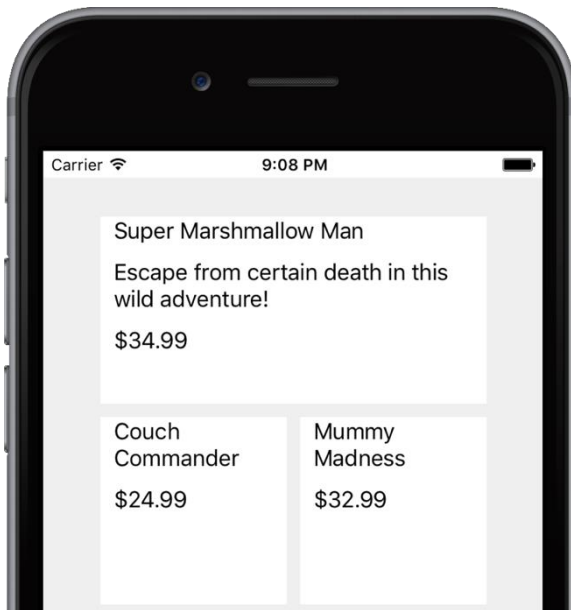 Carrier
9:08 PM
Super Marshmallow Man
Escape from certain death in this
wild adventure!
$34.99
Couch
Commander
$24.99
Mummy
Madness
$32.99